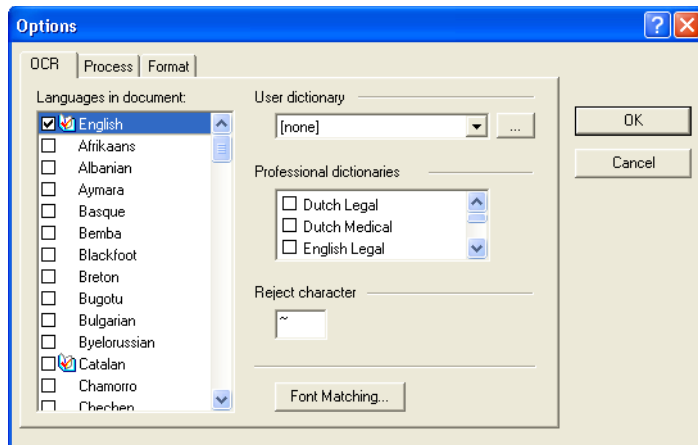 Options
OCR
Process
Format
Languages in document:
English
Afrikaans
Albanian
Aymara
Basque
Bemba
Blackfoot
Breton
Bugotu
Bulgarian
Byelorussian
Catalan
Chamorro
Chechen
User dictionary
[none]
...
Professional dictionaries
Dutch Legal
Dutch Medical
English Legal
Reject character
~
Font Matching...
OK
Cancel